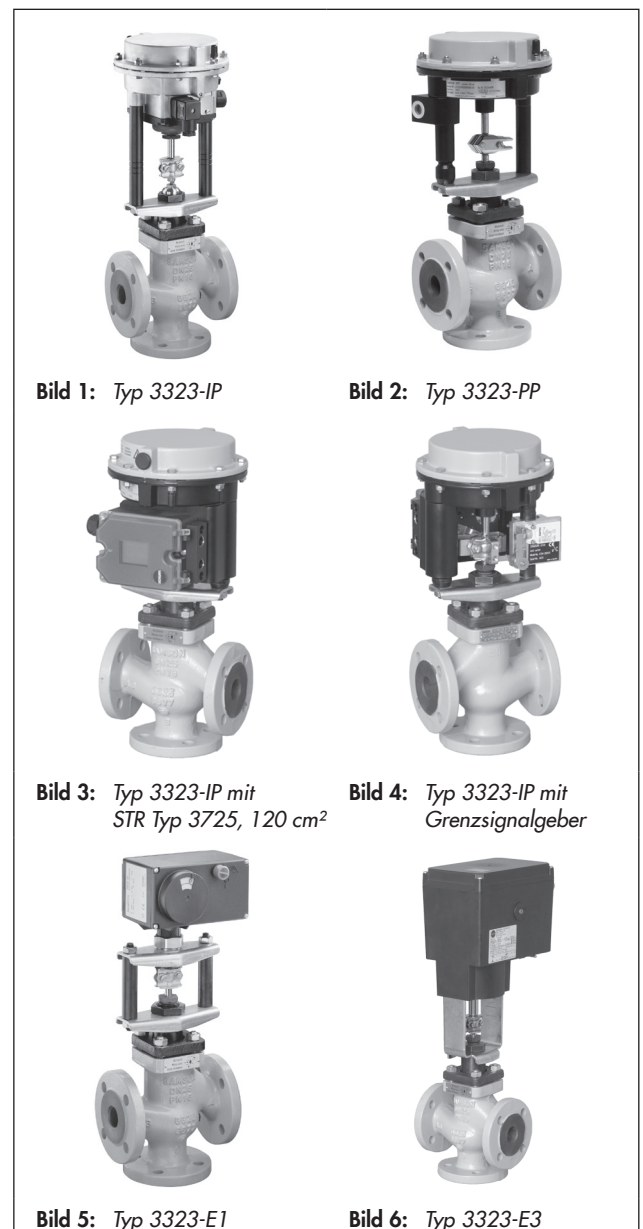 Bild 1: Typ 3323-IP
Bild 2: Typ 3323-PP
Bild 3: Typ 3323-IP mit
STR Typ 3725, 120 cm²
Bild 4: Typ 3323-IP mit
Grenzsignalgeber
Bild 5: Typ 3323-E1
Bild 6: Typ 3323-E3